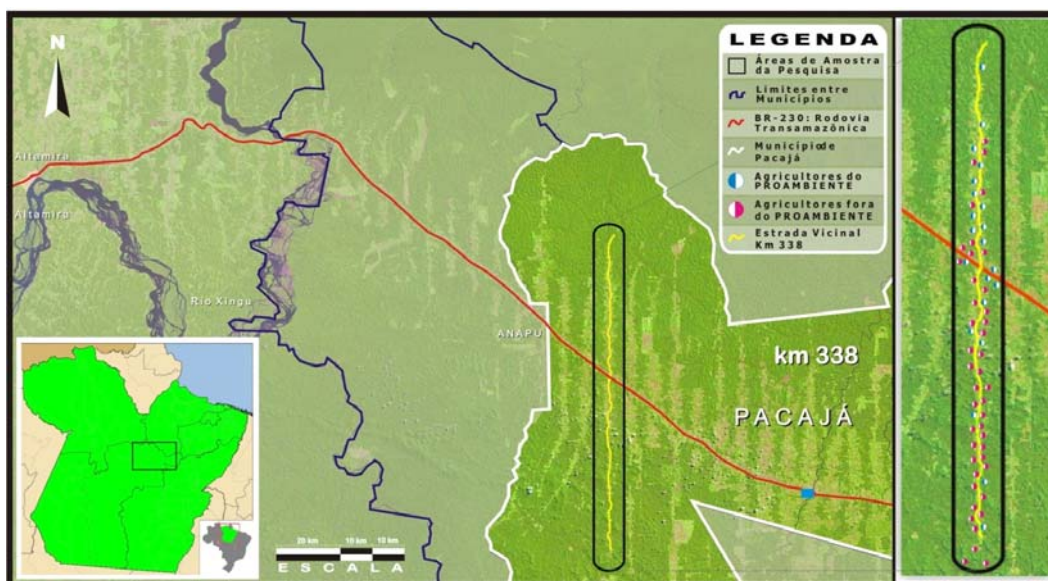 N
Altamira
Altamira
Rio Xingu
ANAPU
km 338
PACAJÁ
LEGENDA
Áreas de Amostra
da Pesquisa
Limites entre
Municípios
BR-230: Rodovia
Transamazônica
Município de
Pacajá
Agricultores do
PROAMBIENTE
Agricultores fora
do PROAMBIENTE
Estrada Vicinal
Km 338
20 km 10 km 10 km
ESCALA